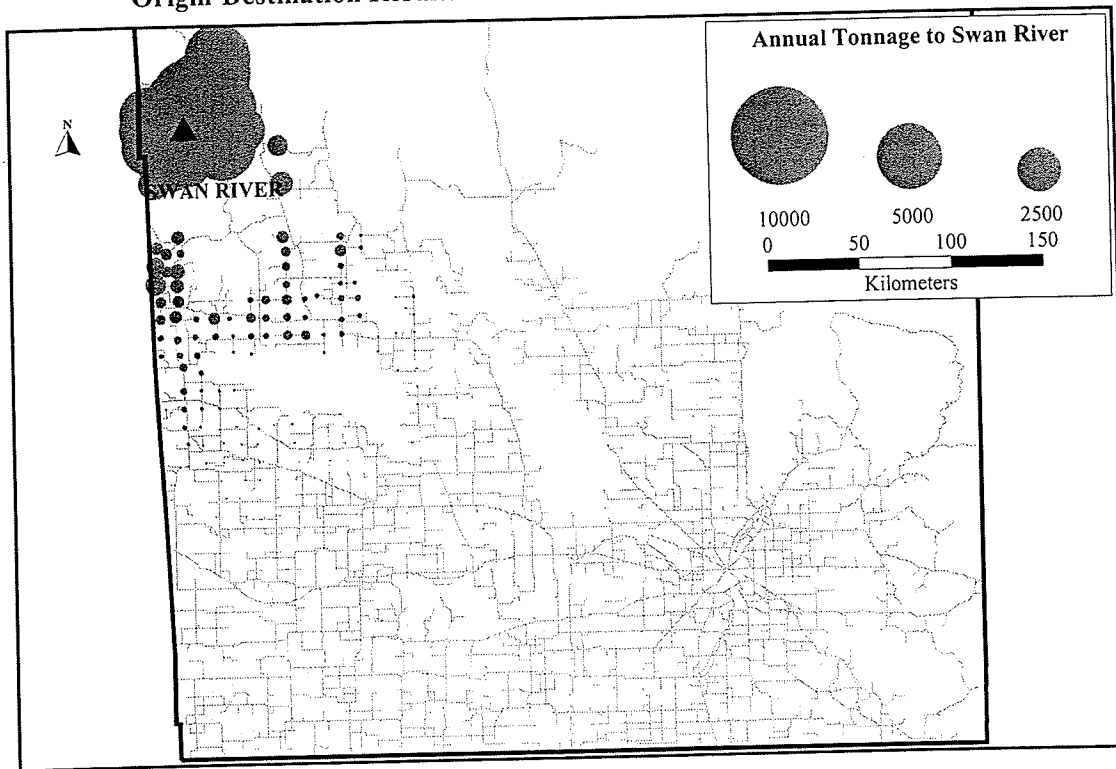 Origin Destination
Annual Tonnage to Swan River
N
SWAN RIVER
10000 5000 2500
0 50 100 150
Kilometers